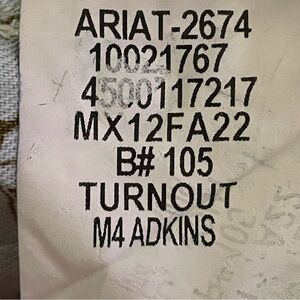 ARIAT-2674
10021767
4500117217
MX12FA22
B# 105
TURNOUT
M4 ADKINS